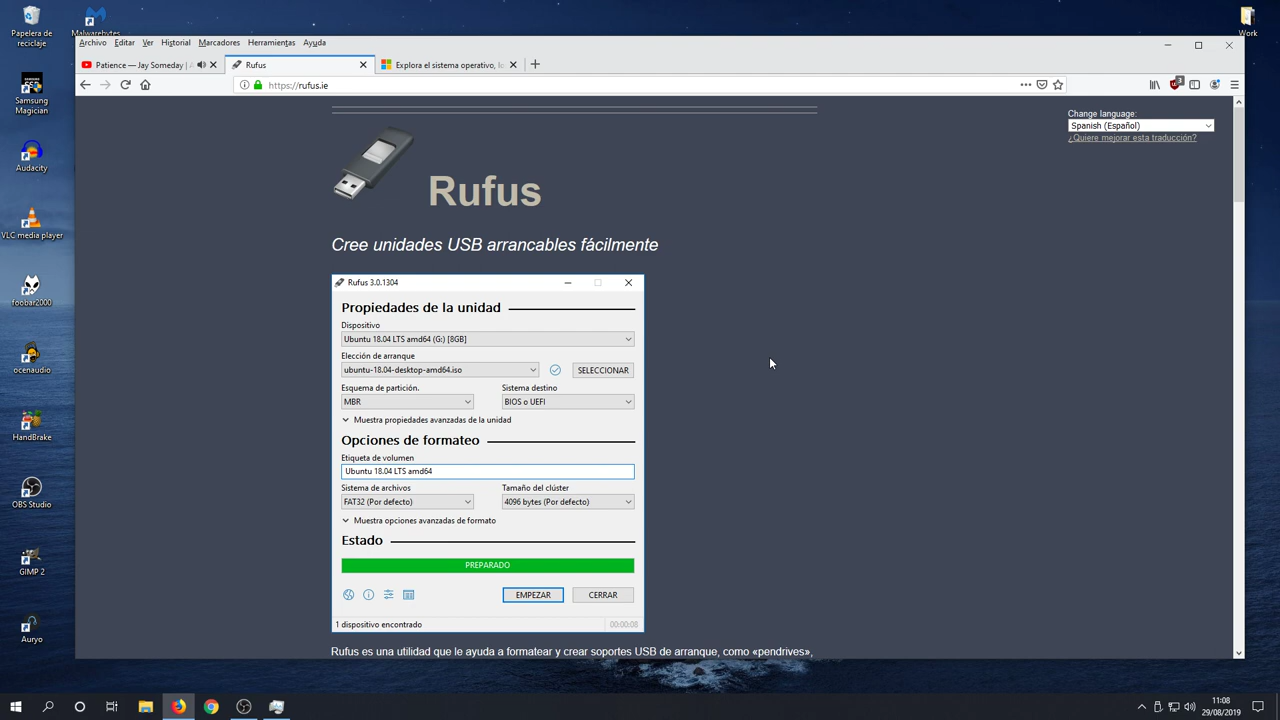 Papelera de
reciclaje
Malwarebytes
Work
Archivo Editar Ver Historial Marcadores Herramientas Ayuda
Patience — Jay Someday | A
Rufus
Explora el sistema operativo, l
https://rufus.ie
3
Samsung
Magician
Audacity
VLC media player
foobar2000
ocenaudio
HandBrake
OBS Studio
GIMP 2
Auryo
Change language:
Spanish (Español)
¿Quiere mejorar esta traducción?
Rufus
Cree unidades USB arrancables fácilmente
Rufus 3.0.1304
Propiedades de la unidad
Dispositivo
Ubuntu 18.04 LTS amd64 (G:) [8GB]
Elección de arranque
ubuntu-18.04-desktop-amd64.iso SELECCIONAR
Esquema de partición. Sistema destino
MBR BIOS o UEFI
Muestra propiedades avanzadas de la unidad
Opciones de formateo
Etiqueta de volumen
Ubuntu 18.04 LTS amd64
Sistema de archivos Tamaño del clúster
FAT32 (Por defecto) 4096 bytes (Por defecto)
Muestra opciones avanzadas de formato
Estado
PREPARADO
EMPEZAR CERRAR
1 dispositivo encontrado 00:00:08
Rufus es una utilidad que le ayuda a formatear y crear soportes USB de arranque, como «pendrives»,
11:08
29/08/2019